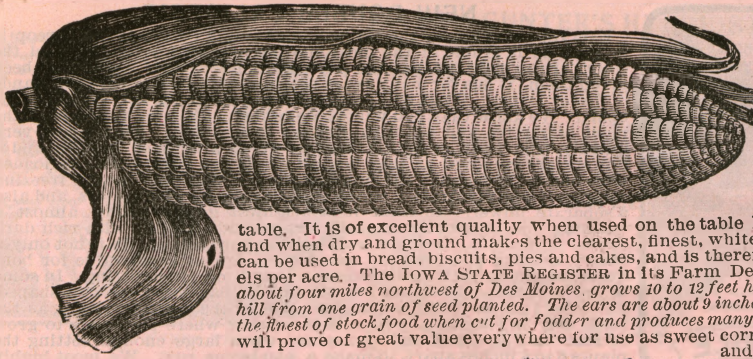 table. It is of excellent quality when used on the table
and when dry and ground makes the clearest, finest, white
can be used in bread, biscuits, pies and cakes, and is there
els per acre. The IOWA STATE REGISTER in its Farm De
about four miles northwest of Des Moines, grows 10 to 12 feet h
hill from one grain of seed planted. The ears are about 9 inche
the finest of stock food when cut for fodder and produces many
will prove of great value everywhere for use as sweet corn
and